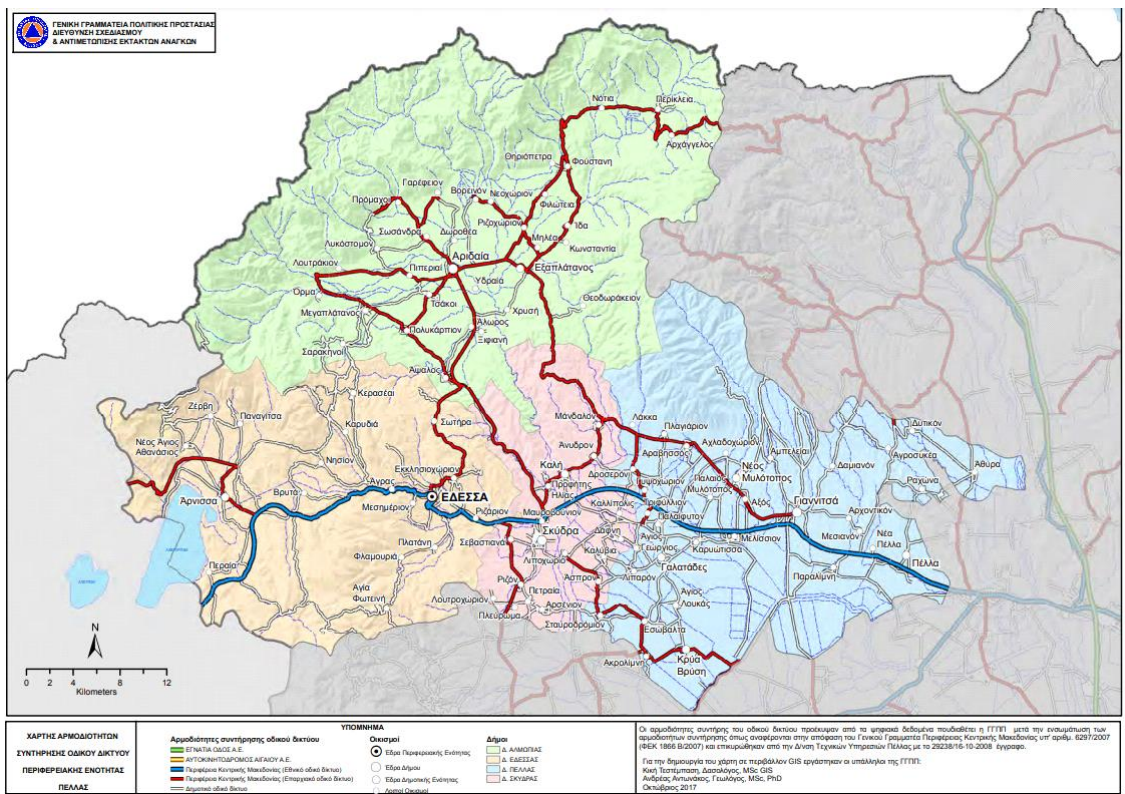 ΓΕΝΙΚΗ ΓΡΑΜΜΑΤΕΙΑ ΠΟΛΙΤΙΚΗΣ ΠΡΟΣΤΑΣΙΑΣ
ΔΙΕΥΘΥΝΣΗ ΣΧΕΔΙΑΣΜΟΥ
& ΑΝΤΙΜΕΤΩΠΙΣΗΣ ΕΚΤΑΚΤΩΝ ΑΝΑΓΚΩΝ
Νότια
Περίκλεια
Αρχάγγελος
Θηριόπετρα
Φούστανη
Γαρέφειον
Βορεινόν
Νεοχώριον
Πρόμαχοι
Φιλώτεια
Ριζοχώριον
Ίδα
Σωσάνδρα
Δωροθέα
Μηλέα
Λυκόστομον
Κωνσταντία
Αριδαία
Λουτράκιον
Πιπεριαί
Εξαπλάτανος
Υδραία
Όρμα
Τσάκοι
Θεοδωράκειον
Μεγαπλάτανος
Χρυσή
Πολυκάρπιον
Άλωρος
Ξιφιανή
Σαρακηνοί
Άψαλος
Κερασέαι
Ζέρβη
Παναγίτσα
Καρυδιά
Σωτήρα
Μάνδαλον
Λάκκα
Πλαγιάριον
Δυτικόν
Νέος Άγιος
Αθανάσιος
Νησίον
Άνυδρον
Αραβησσός
Αχλαδοχώριον
Αμπελειαί
Αγροσυκέα
Άθυρα
Εκκλησιοχώριον
Καλή
Δροσερόν
Δαμιανόν
Ραχώνα
Άγρας
Προφήτης
Ηλίας
Παλαιός
Μυλότοπος
Νέος
Μυλότοπος
Άρνισσα
Βρυτά
ΕΔΕΣΣΑ
Μεσημέριον
Ριζάριον
Μαυροβούνιον
Καλλίπολις
Τριφύλλιον
Αξός
Γιαννιτσά
Παλαίφυτον
Αρχοντικόν
Σκύδρα
Δάφνη
Πλατάνη
Σεβαστιανά
Άγιος
Γεώργιος
Καρυώτισσα
Μελίσσιον
Μεσιανόν
Νέα
Πέλλα
Φλαμουριά
Λιποχώριον
Καλύβια
Γαλατάδες
Πέλλα
Περαία
Ριζόν
Άσπρον
Λιπαρόν
Παραλίμνη
Αγία
Φωτεινή
Πετραία
Άγιος
Λουκάς
Λουτροχώριον
Αρσένιον
Πλεύρωμα
Σταυροδρόμιον
Εσώβαλτα
Ακρολίμνη
Κρύα
Βρύση
N
0 2 4 8 12
Kilometers
ΧΑΡΤΗΣ ΑΡΜΟΔΙΟΤΗΤΩΝ
ΣΥΝΤΗΡΗΣΗΣ ΟΔΙΚΟΥ ΔΙΚΤΥΟΥ
ΠΕΡΙΦΕΡΕΙΑΚΗΣ ΕΝΟΤΗΤΑΣ
ΠΕΛΛΑΣ
ΥΠΟΜΝΗΜΑ
Αρμοδιότητες συντήρησης οδικού δικτύου
ΕΓΝΑΤΙΑ ΟΔΟΣ Α.Ε.
ΑΥΤΟΚΙΝΗΤΟΔΡΟΜΟΣ ΑΙΓΑΙΟΥ Α.Ε.
Περιφέρεια Κεντρικής Μακεδονίας (Εθνικό οδικό δίκτυο)
Περιφέρεια Κεντρικής Μακεδονίας (Επαρχιακό οδικό δίκτυο)
Δημοτικό οδικό δίκτυο
Οικισμοί
Έδρα Περιφερειακής Ενότητας
Έδρα Δήμου
Έδρα Δημοτικής Ενότητας
Λοιποί Οικισμοί
Δήμοι
Δ. ΑΛΜΩΠΙΑΣ
Δ. ΕΔΕΣΣΑΣ
Δ. ΠΕΛΛΑΣ
Δ. ΣΚΥΔΡΑΣ
Οι αρμοδιότητες συντήρησης του οδικού δικτύου προέκυψαν από τα ψηφιακά δεδομένα που διαθέτει η ΓΓΠΠ μετά την ενσωμάτωση των
αρμοδιοτήτων συντήρησης όπως αναφέρονται στην απόφαση του Γενικού Γραμματέα Περιφέρειας Κεντρικής Μακεδονίας υπ' αριθμ. 6297/2007
(ΦΕΚ 1866 Β/2007) και επικυρώθηκαν από την Δ/νση Τεχνικών Υπηρεσιών Πέλλας με το 29238/16-10-2008 έγγραφο.
Για την δημιουργία του χάρτη σε περιβάλλον GIS εργάστηκαν οι υπάλληλοι της ΓΓΠΠ:
Κική Τεστέμπαση, Δασολόγος, MSc GIS
Ανδρέας Αντωνάκος, Γεωλόγος, MSc, PhD
Οκτώβριος 2017